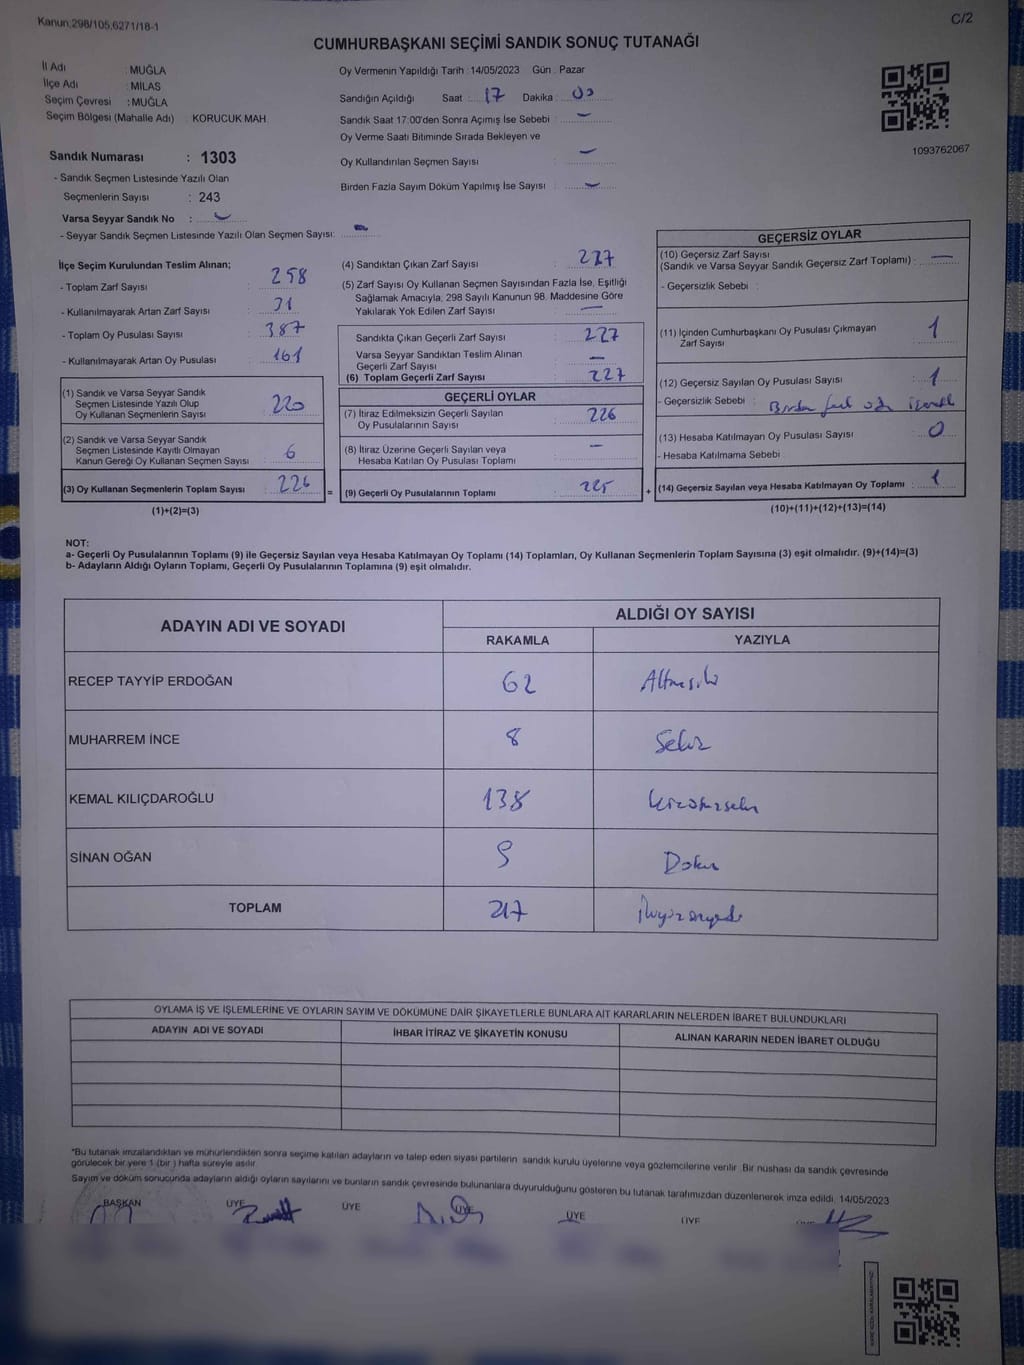 Kanun,298/105,6271/18-1
C/2
CUMHURBAŞKANI SEÇİMİ SANDIK SONUÇ TUTANAĞI
İl Adı : MUĞLA
İlçe Adı : MİLAS
Seçim Çevresi : MUĞLA
Seçim Bölgesi (Mahalle Adı) KORUCUK MAH
Sandık Numarası : 1303
- Sandık Seçmen Listesinde Yazılı Olan
Seçmenlerin Sayısı : 243
Varsa Seyyar Sandık No : -
- Seyyar Sandık Seçmen Listesinde Yazılı Olan Seçmen Sayısı: -
Oy Vermenin Yapıldığı Tarih :14/05/2023 Gün : Pazar
Sandığın Açıldığı Saat : 17 Dakika : 00
Sandık Saat 17:00'den Sonra Açımış İse Sebebi : -
Oy Verme Saati Bitiminde Sırada Bekleyen ve
Oy Kullandırılan Seçmen Sayısı : -
Birden Fazla Sayım Döküm Yapılmış İse Sayısı : -
1093762067
İlçe Seçim Kurulundan Teslim Alınan;
- Toplam Zarf Sayısı : 258
- Kullanılmayarak Artan Zarf Sayısı : 31
- Toplam Oy Pusulası Sayısı : 387
- Kullanılmayarak Artan Oy Pusulası : 161
(1) Sandık ve Varsa Seyyar Sandık
Seçmen Listesinde Yazılı Olup
Oy Kullanan Seçmenlerin Sayısı : 220
(2) Sandık ve Varsa Seyyar Sandık
Seçmen Listesinde Kayıtlı Olmayan
Kanun Gereği Oy Kullanan Seçmen Sayısı : 6
(3) Oy Kullanan Seçmenlerin Toplam Sayısı : 226
(1)+(2)=(3)
=
(4) Sandıktan Çıkan Zarf Sayısı : 227
(5) Zarf Sayısı Oy Kullanan Seçmen Sayısından Fazla İse, Eşitliği
Sağlamak Amacıyla, 298 Sayılı Kanunun 98. Maddesine Göre
Yakılarak Yok Edilen Zarf Sayısı : -
Sandıkta Çıkan Geçerli Zarf Sayısı : 227
Varsa Seyyar Sandıktan Teslim Alınan
Geçerli Zarf Sayısı : -
(6) Toplam Geçerli Zarf Sayısı : 227
GEÇERLİ OYLAR
(7) İtiraz Edilmeksizin Geçerli Sayılan
Oy Pusulalarının Sayısı : 226
(8) İtiraz Üzerine Geçerli Sayılan veya
Hesaba Katılan Oy Pusulası Toplamı : -
(9) Geçerli Oy Pusulalarının Toplamı : 225
+
GEÇERSİZ OYLAR
(10) Geçersiz Zarf Sayısı
(Sandık ve Varsa Seyyar Sandık Geçersiz Zarf Toplamı) : -
- Geçersizlik Sebebi :
(11) İçinden Cumhurbaşkanı Oy Pusulası Çıkmayan
Zarf Sayısı : 1
(12) Geçersiz Sayılan Oy Pusulası Sayısı : 1
- Geçersizlik Sebebi : Birden
(13) Hesaba Katılmayan Oy Pusulası Sayısı : 0
- Hesaba Katılmama Sebebi
(14) Geçersiz Sayılan veya Hesaba Katılmayan Oy Toplamı : 1
(10)+(11)+(12)+(13)=(14)
NOT:
a- Geçerli Oy Pusulalarının Toplamı (9) ile Geçersiz Sayılan veya Hesaba Katılmayan Oy Toplamı (14) Toplamları, Oy Kullanan Seçmenlerin Toplam Sayısına (3) eşit olmalıdır. (9)+(14)=(3)
b- Adayların Aldığı Oyların Toplamı, Geçerli Oy Pusulalarının Toplamına (9) eşit olmalıdır.
ADAYIN ADI VE SOYADI
ALDIĞI OY SAYISI
RAKAMLA YAZIYLA
RECEP TAYYİP ERDOĞAN 62 Altmışiki
MUHARREM İNCE 8 Sekiz
KEMAL KILIÇDAROĞLU 138
SİNAN OĞAN 9 Dokuz
TOPLAM 217 ikiyüzonyedi
OYLAMA İŞ VE İŞLEMLERİNE VE OYLARIN SAYIM VE DÖKÜMÜNE DAİR ŞİKAYETLERLE BUNLARA AİT KARARLARIN NELERDEN İBARET BULUNDUKLARI
ADAYIN ADI VE SOYADI İHBAR İTİRAZ VE ŞİKAYETİN KONUSU ALINAN KARARIN NEDEN İBARET OLDUĞU
*Bu tutanak imzalandıktan ve mühürlendikten sonra seçime katılan adayların ve talep eden siyasi partilerin sandık kurulu üyelerine veya gözlemcilerine verilir. Bir nüshası da sandık çevresinde
görülecek bir yere 1 (bir ) hafta süreyle asılır.
Sayım ve döküm sonucunda adayların aldığı oyların sayılarını ve bunların sandık çevresinde bulunanlara duyurulduğunu gösteren bu tutanak tarafımızdan düzenlenerek imza edildi. 14/05/2023
BAŞKAN ÜYE ÜYE ÜYE ÜYE ÜYE